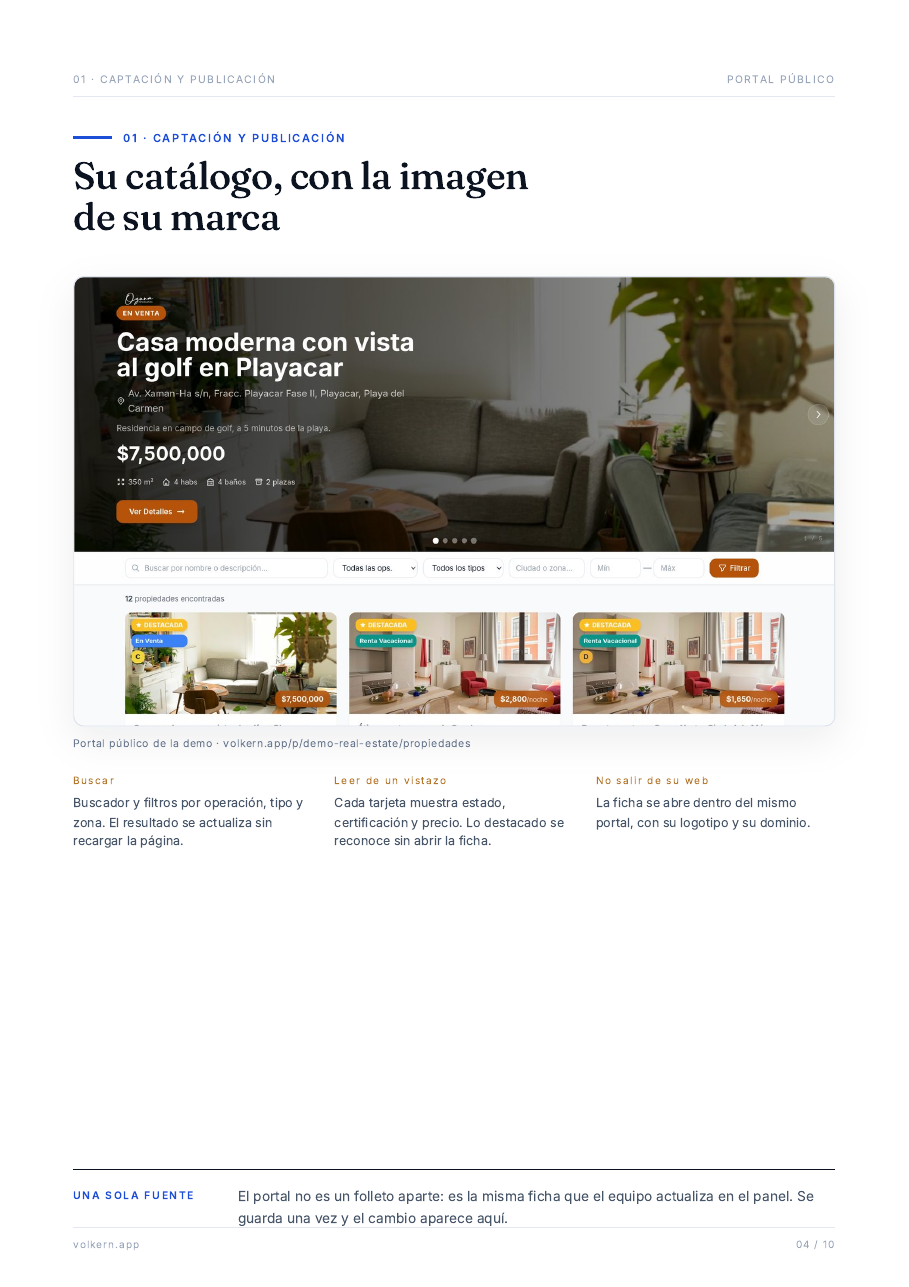 01 · CAPTACIÓN Y PUBLICACIÓN
PORTAL PÚBLICO
01 · CAPTACIÓN Y PUBLICACIÓN
Su catálogo, con la imagen
de su marca
EN VENTA
Casa moderna con vista
al golf en Playacar
Av. Xaman-Ha s/n, Fracc. Playacar Fase II, Playacar, Playa del
Carmen
Residencia en campo de golf, a 5 minutos de la playa.
$7,500,000
350 m² 4 habs 4 baños 2 plazas
Ver Detalles →
Buscar por nombre o descripción... Todas las ops. Todos los tipos Ciudad o zona... Mín — Máx Filtrar
12 propiedades encontradas
★ DESTACADA
En Venta
C
$7,500,000
★ DESTACADA
Renta Vacacional
$2,800/noche
★ DESTACADA
Renta Vacacional
D
$1,650/noche
Portal público de la demo · volkern.app/p/demo-real-estate/propiedades
Buscar
Buscador y filtros por operación, tipo y
zona. El resultado se actualiza sin
recargar la página.
Leer de un vistazo
Cada tarjeta muestra estado,
certificación y precio. Lo destacado se
reconoce sin abrir la ficha.
No salir de su web
La ficha se abre dentro del mismo
portal, con su logotipo y su dominio.
UNA SOLA FUENTE
El portal no es un folleto aparte: es la misma ficha que el equipo actualiza en el panel. Se
guarda una vez y el cambio aparece aquí.
volkern.app
04 / 10